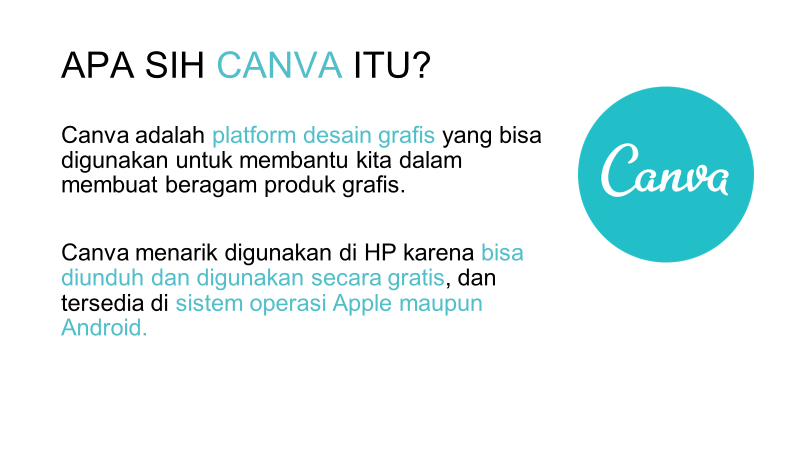 APA SIH CANVA ITU?
Canva adalah platform desain grafis yang bisa
digunakan untuk membantu kita dalam
membuat beragam produk grafis.
Canva
Canva menarik digunakan di HP karena bisa
diunduh dan digunakan secara gratis, dan
tersedia di sistem operasi Apple maupun
Android.